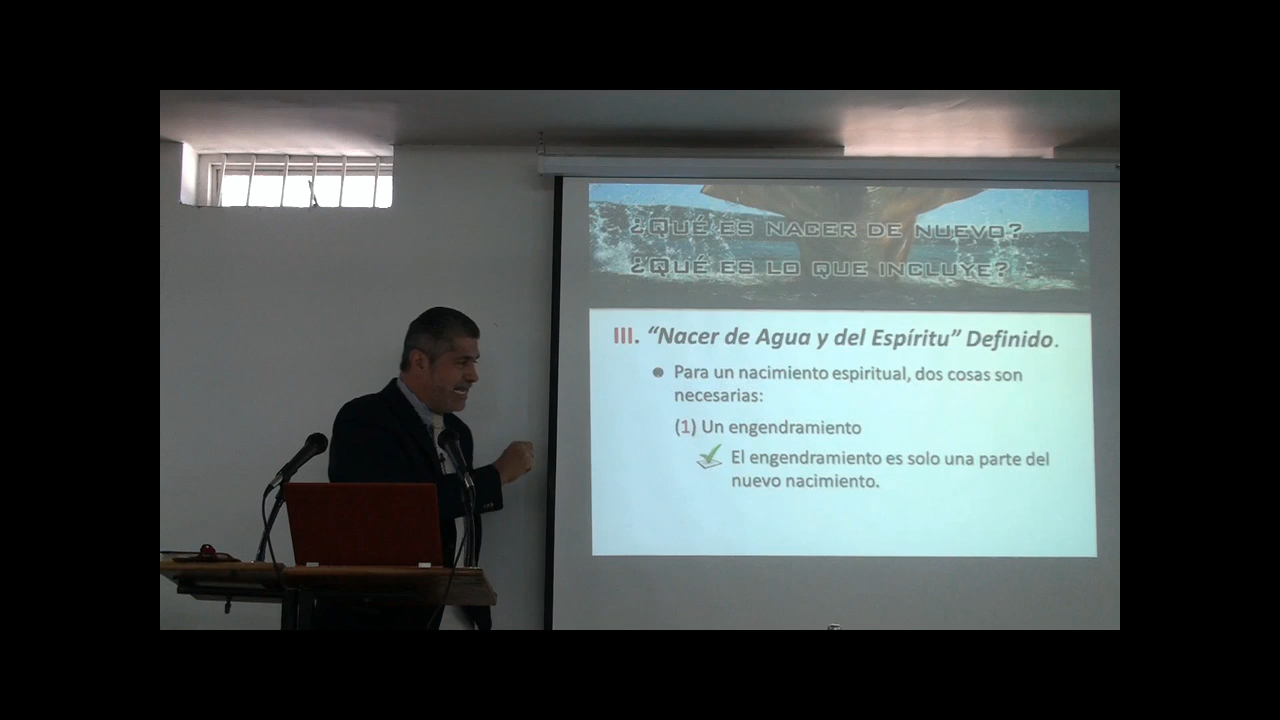 ¿QUÉ ES NACER DE NUEVO?
¿QUÉ ES LO QUE INCLUYE?
III. “Nacer de Agua y del Espíritu” Definido.
● Para un nacimiento espiritual, dos cosas son
necesarias:
(1) Un engendramiento
El engendramiento es solo una parte del
nuevo nacimiento.